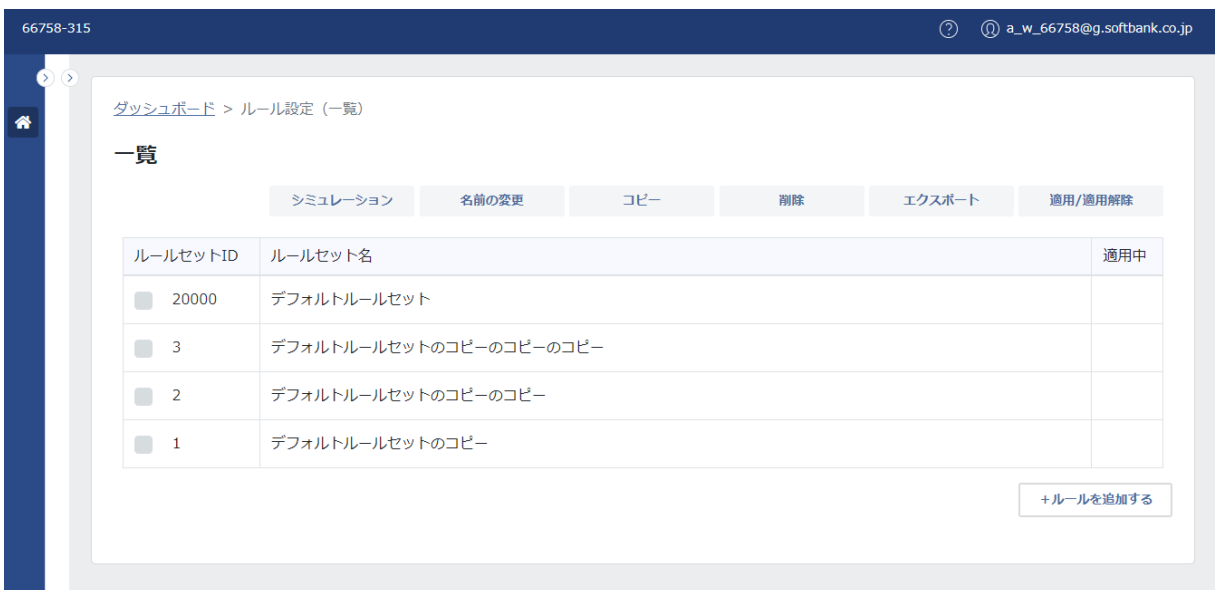 66758-315
a_w_66758@g.softbank.co.jp
ダッシュボード > ルール設定（一覧）
一覧
シミュレーション 名前の変更 コピー 削除 エクスポート 適用/適用解除
ルールセットID ルールセット名 適用中
20000 デフォルトルールセット
3 デフォルトルールセットのコピーのコピーのコピー
2 デフォルトルールセットのコピーのコピー
1 デフォルトルールセットのコピー
+ルールを追加する